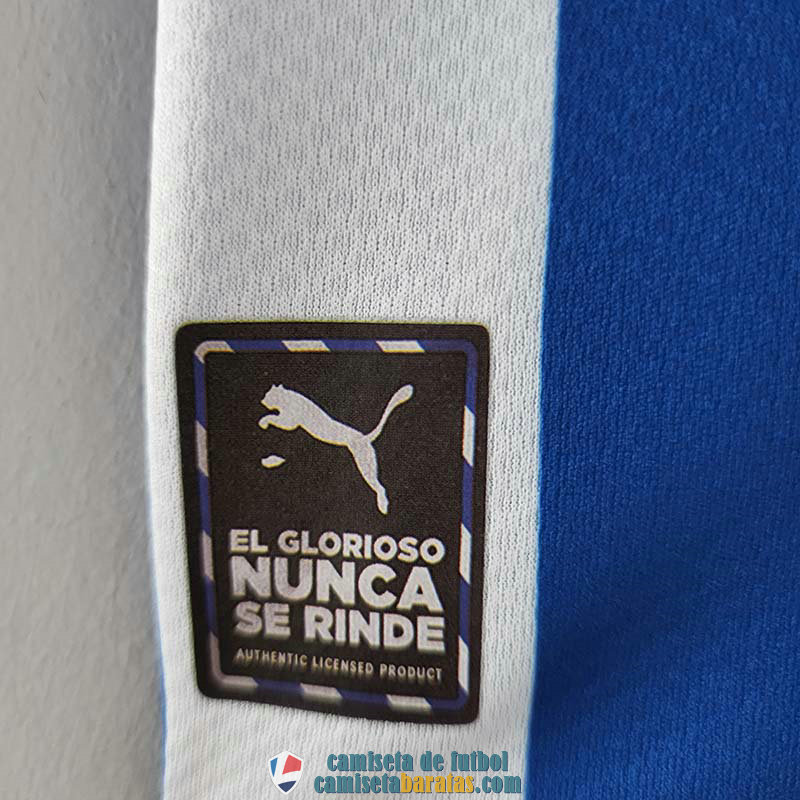 EL GLORIOSO
NUNCA
SE RINDE
AUTHENTIC LICENSED PRODUCT
camiseta de futbol
camisetabaratas.com